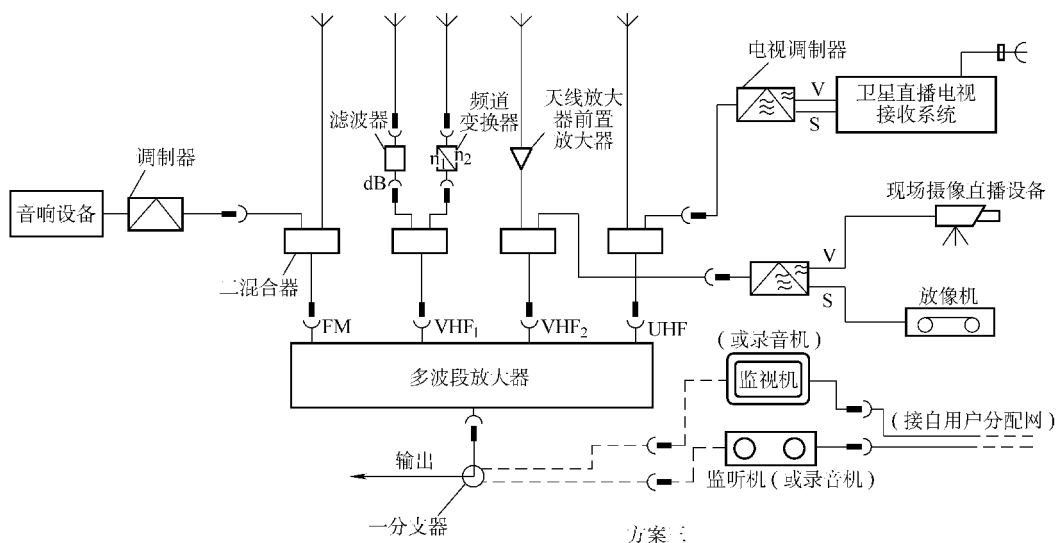 电视调制器
V
S
卫星直播电视
接收系统
滤波器
频道
变换器
n₁ n₂
dB
天线放大
器前置
放大器
调制器
音响设备
现场摄像直播设备
V
S
放像机
二混合器
FM
VHF₁
VHF₂
UHF
多波段放大器
(或录音机)
监视机
(接自用户分配网)
监听机(或录音机)
输出
一分支器
方案三